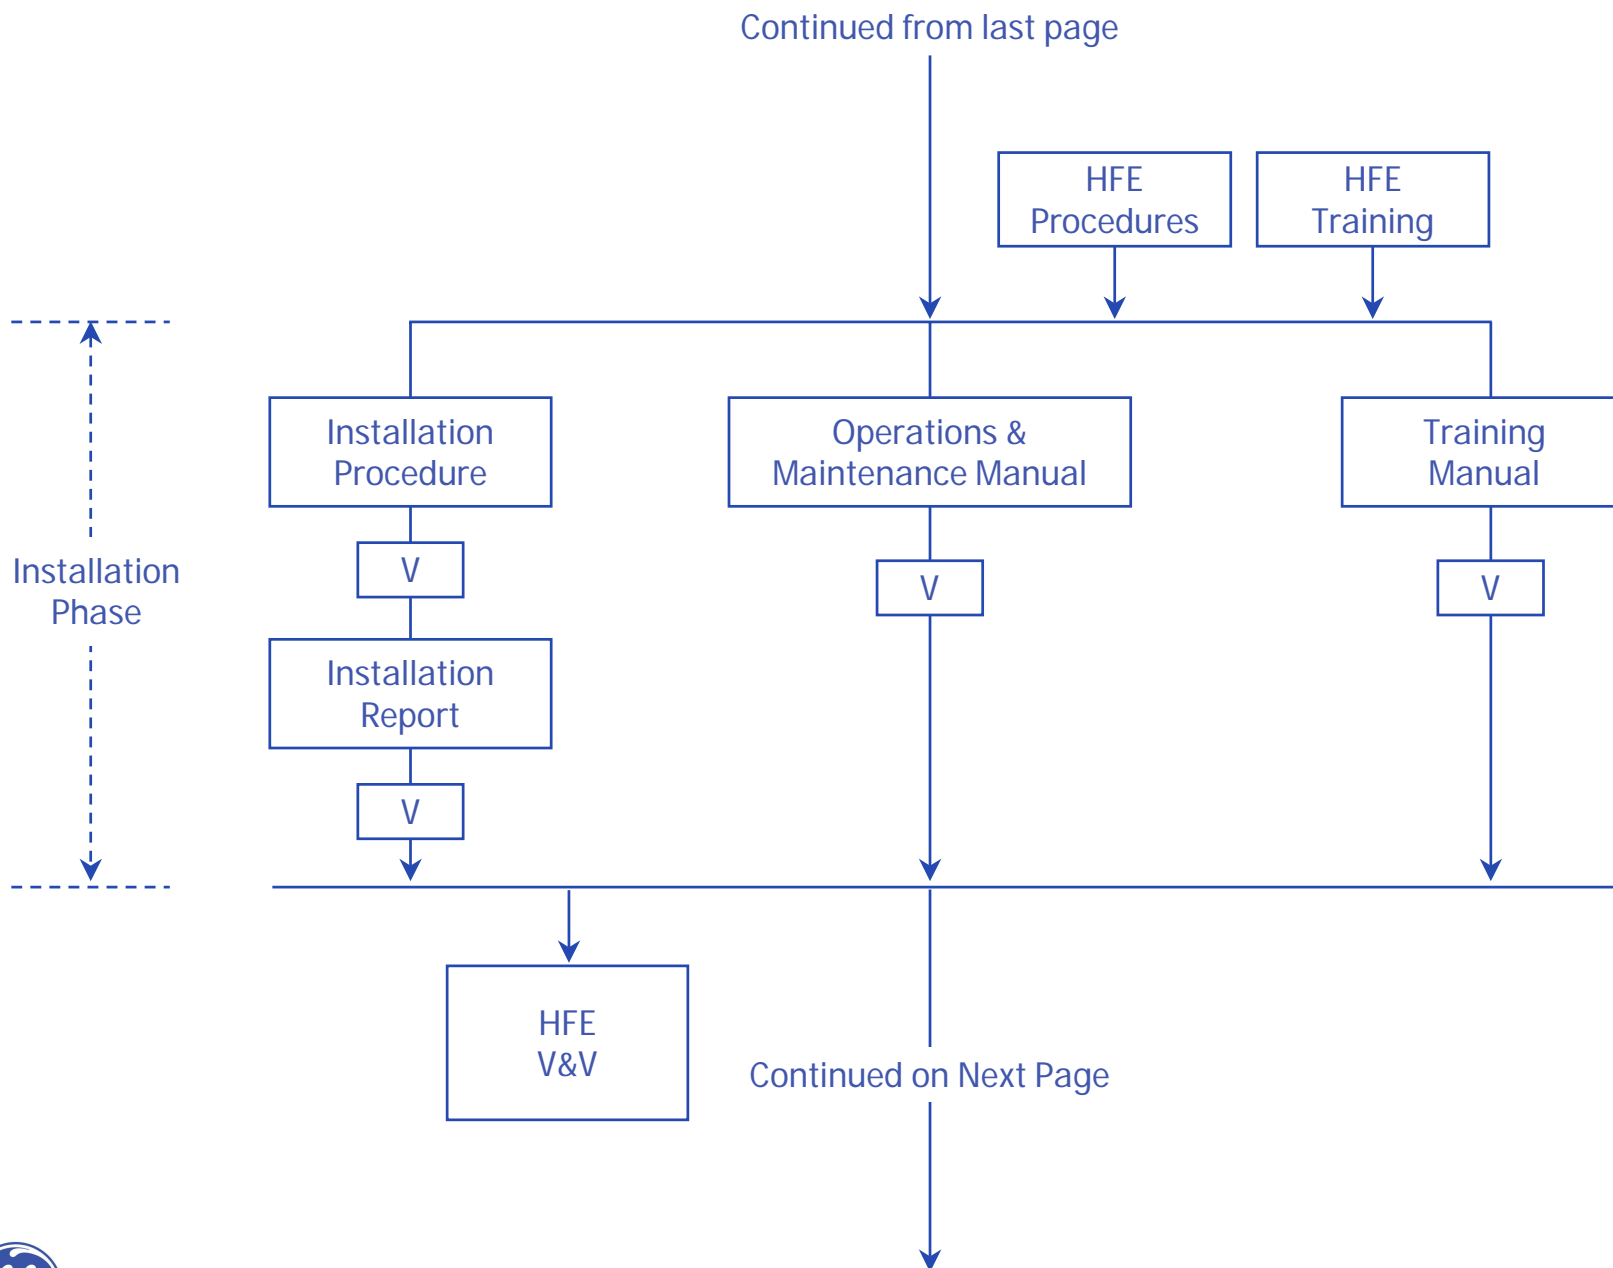 Continued from last page
HFE
Procedures
HFE
Training
Installation
Procedure
Operations &
Maintenance Manual
Training
Manual
V
V
V
Installation
Phase
Installation
Report
V
HFE
V&V
Continued on Next Page